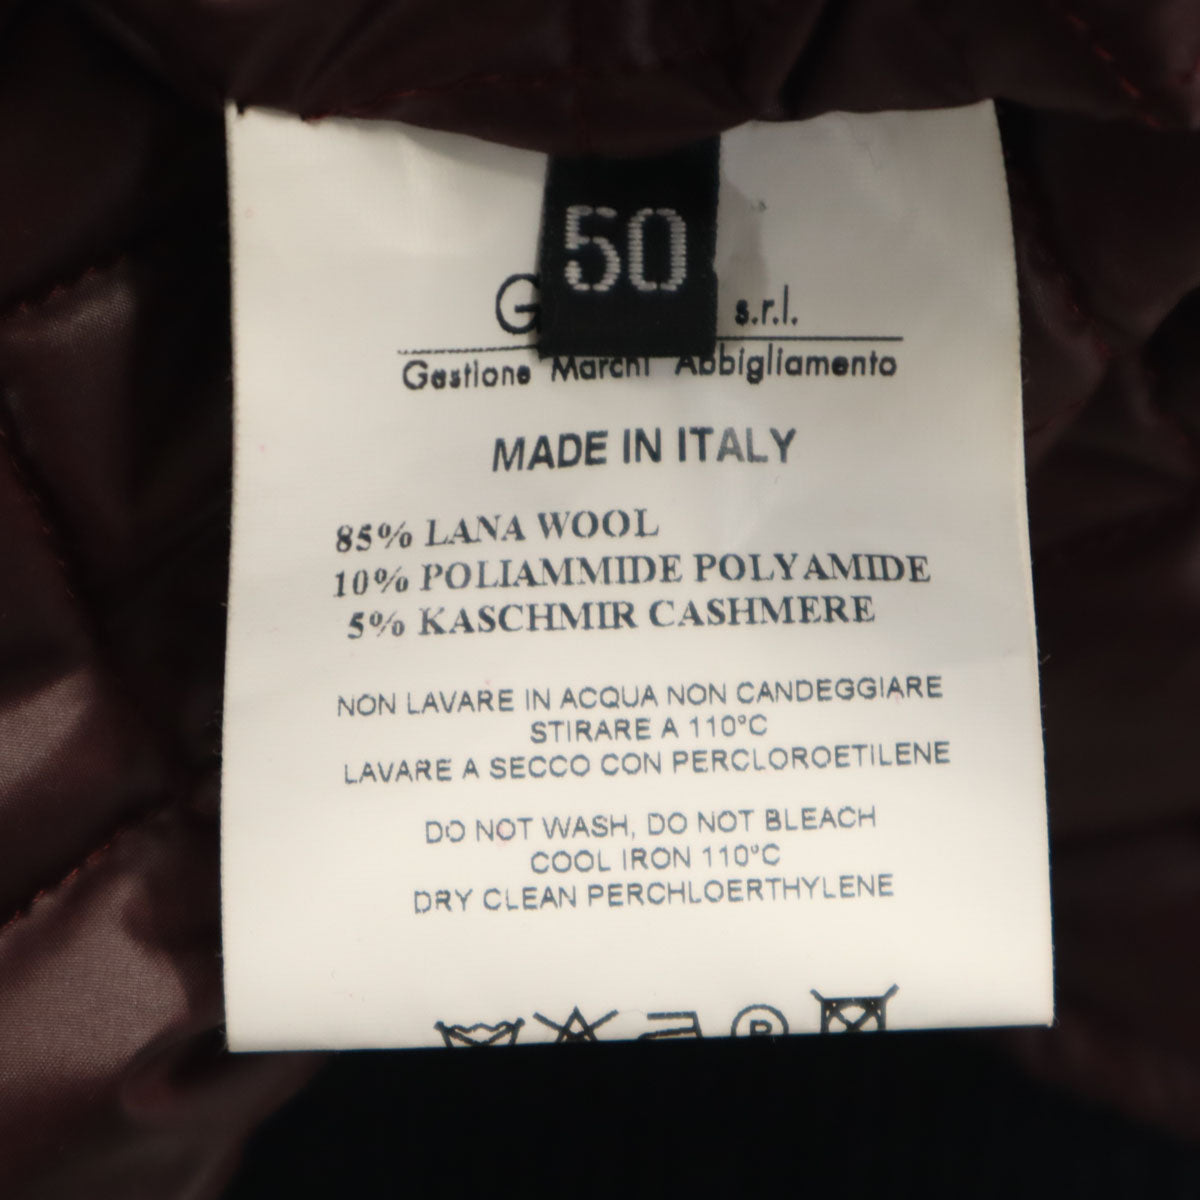 50
G s.r.l.
Gestione Marchi Abbigliamento
MADE IN ITALY
85% LANA WOOL
10% POLIAMMIDE POLYAMIDE
5% KASCHMIR CASHMERE
NON LAVARE IN ACQUA NON CANDEGGIARE
STIRARE A 110°C
LAVARE A SECCO CON PERCLOROETILENE
DO NOT WASH, DO NOT BLEACH
COOL IRON 110°C
DRY CLEAN PERCHLOERTHYLENE
P